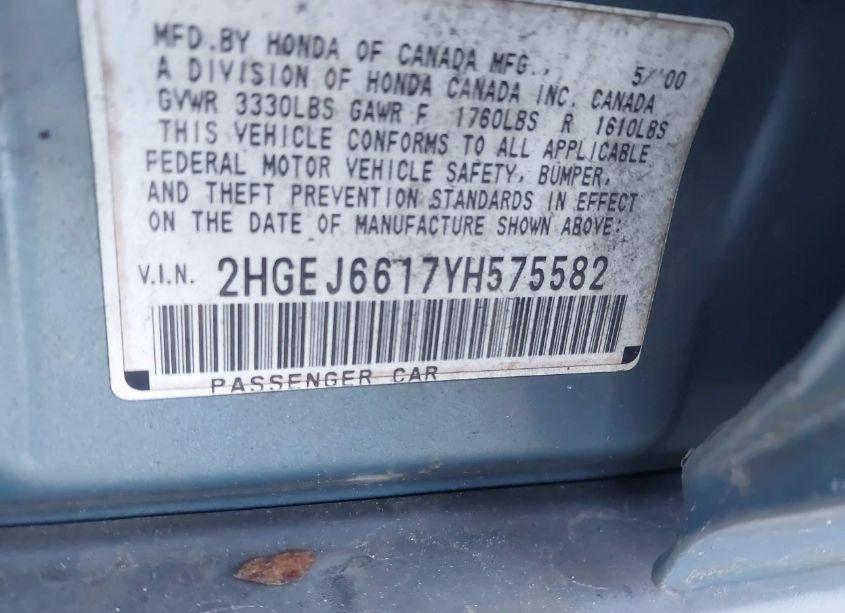 MFD.BY HONDA OF CANADA MFG., 5/'00
A DIVISION OF HONDA CANADA INC. CANADA
GVWR 3330LBS GAWR F 1760LBS R 1610LBS
THIS VEHICLE CONFORMS TO ALL APPLICABLE
FEDERAL MOTOR VEHICLE SAFETY, BUMPER,
AND THEFT PREVENTION STANDARDS IN EFFECT
ON THE DATE OF MANUFACTURE SHOWN ABOVE:
V.I.N. 2HGEJ6617YH575582
PASSENGER CAR